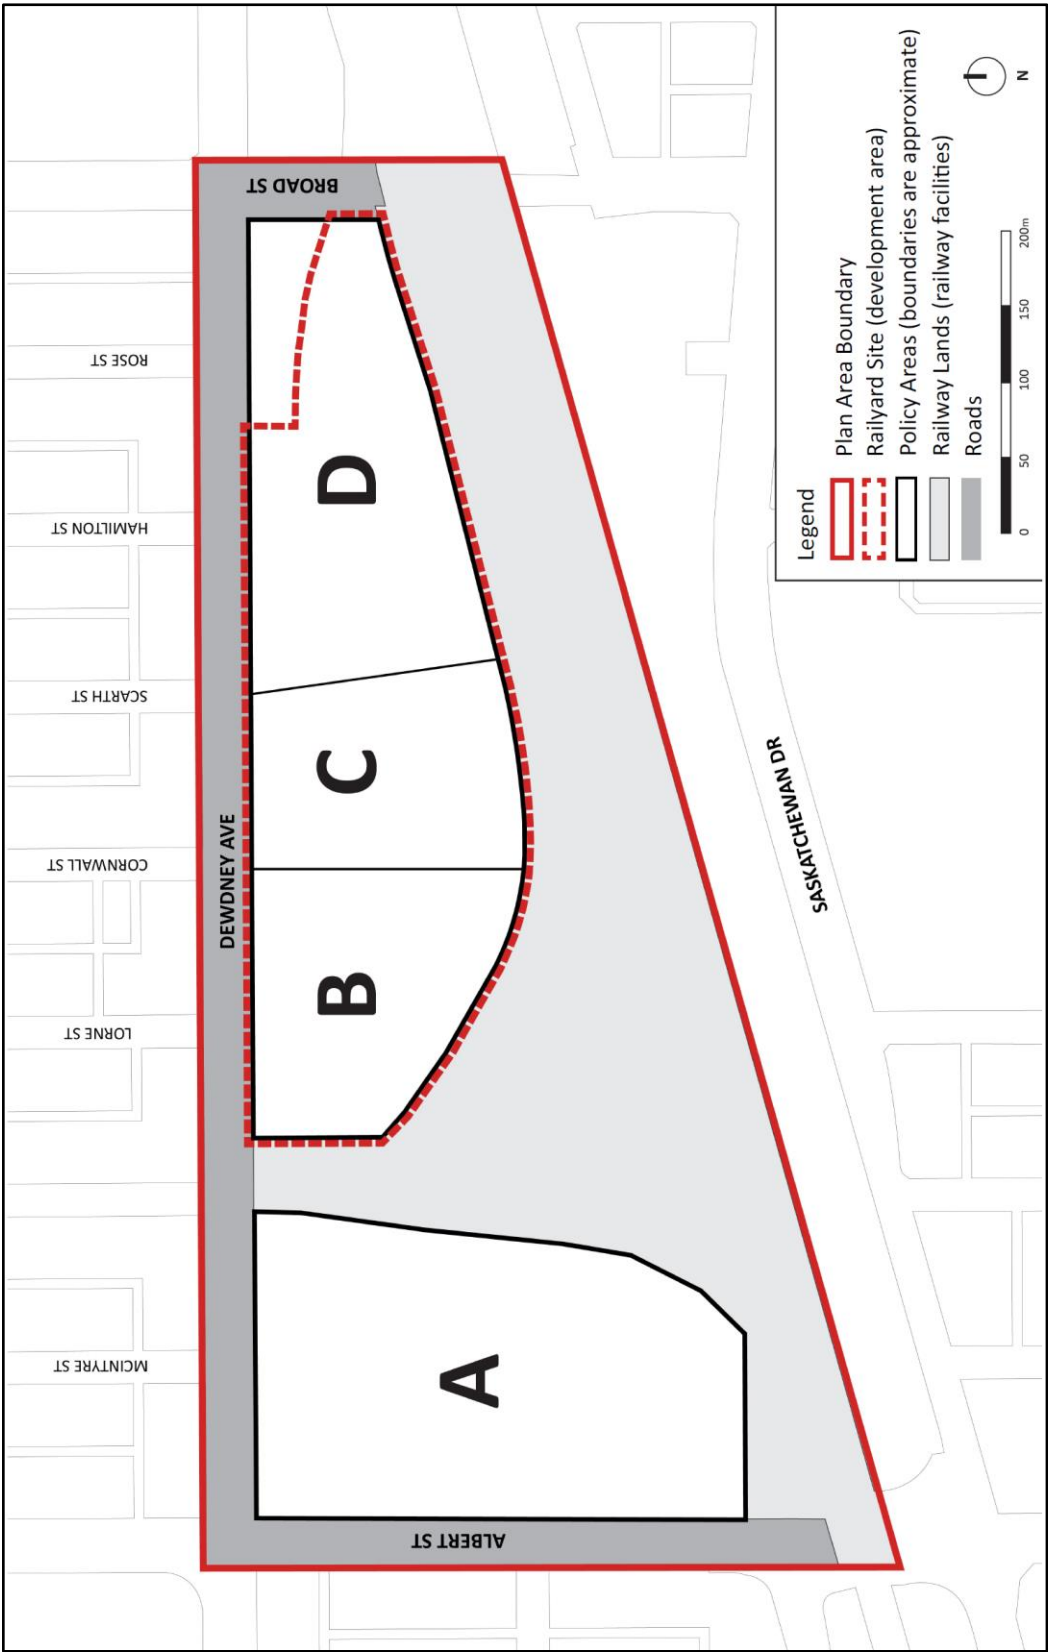 MCINTYRE ST
LORNE ST
CORNWALL ST
SCARTH ST
HAMILTON ST
ROSE ST
DEWDNEY AVE
ALBERT ST
BROAD ST
A
B
C
D
SASKATCHEWAN DR
Legend
Plan Area Boundary
Railyard Site (development area)
Policy Areas (boundaries are approximate)
Railway Lands (railway facilities)
Roads
0 50 100 150 200m
N